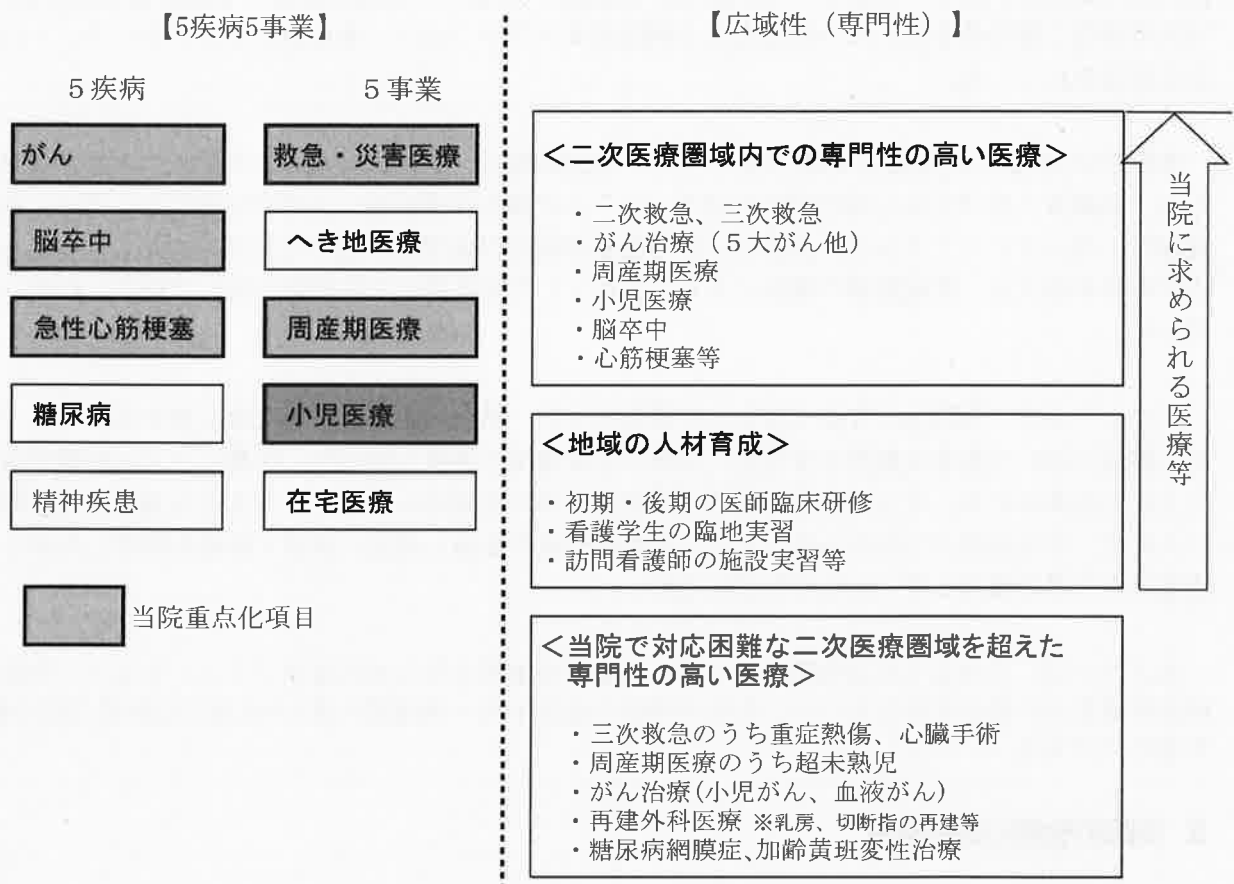 【5疾病5事業】
5疾病
5事業
がん
救急・災害医療
脳卒中
へき地医療
急性心筋梗塞
周産期医療
糖尿病
小児医療
精神疾患
在宅医療
当院重点化項目
【広域性(専門性)】
<二次医療圏域内での専門性の高い医療>
・二次救急、三次救急
・がん治療(5大がん他)
・周産期医療
・小児医療
・脳卒中
・心筋梗塞等
<地域の人材育成>
・初期・後期の医師臨床研修
・看護学生の臨地実習
・訪問看護師の施設実習等
当院に求められる医療等
<当院で対応困難な二次医療圏域を超えた
専門性の高い医療>
・三次救急のうち重症熱傷、心臓手術
・周産期医療のうち超未熟児
・がん治療(小児がん、血液がん)
・再建外科医療 ※乳房、切断指の再建等
・糖尿病網膜症、加齢黄斑変性治療